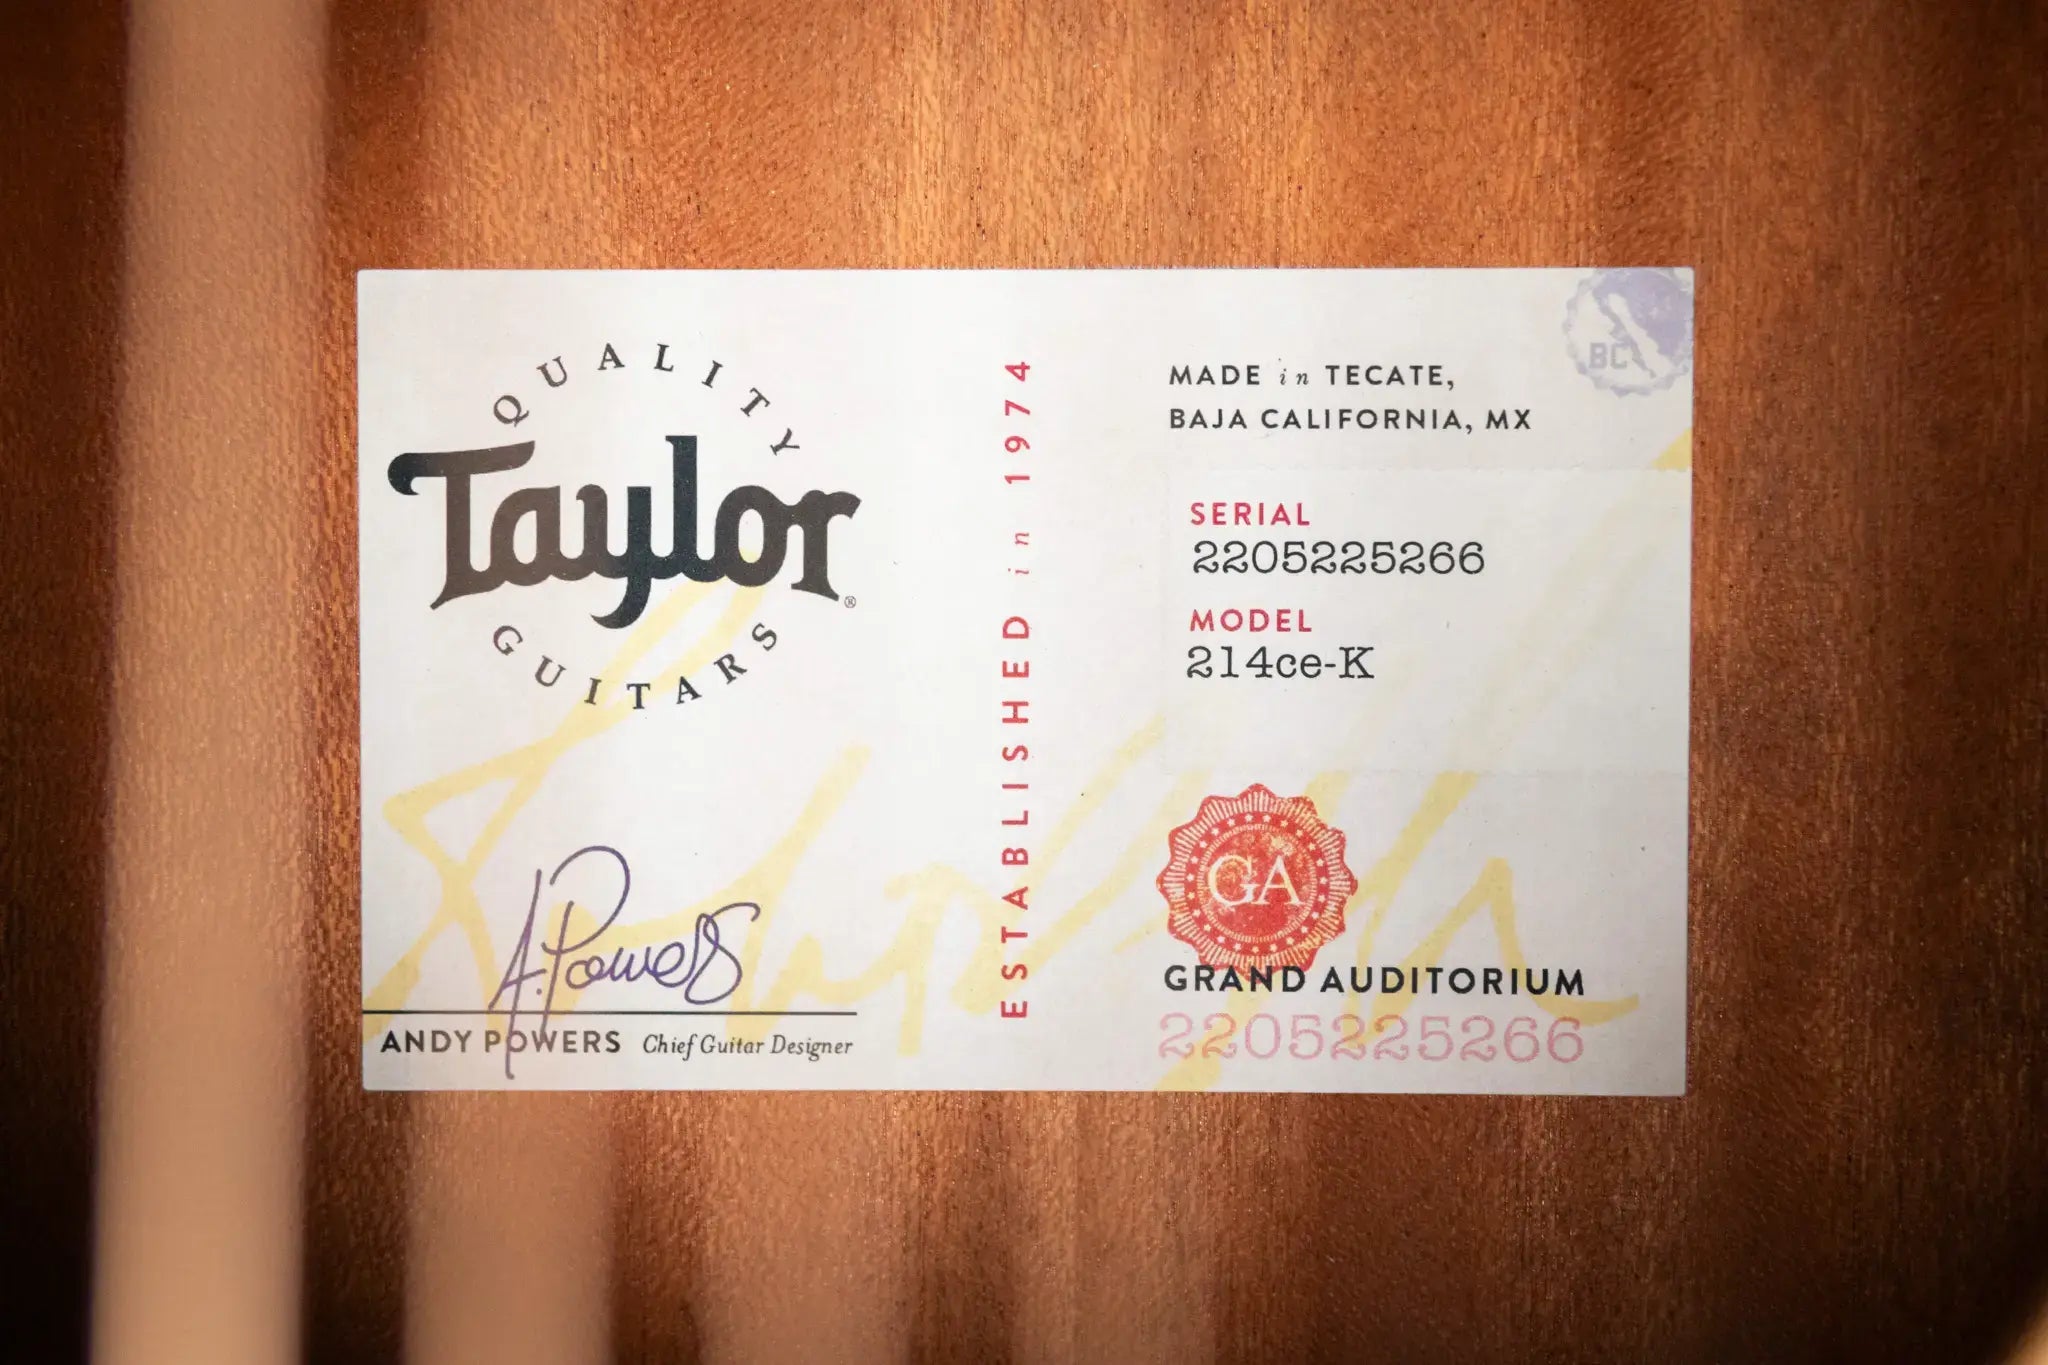 QUALITY
Taylor®
GUITARS
A. Powers
ANDY POWERS Chief Guitar Designer
ESTABLISHED in 1974
BC
MADE in TECATE,
BAJA CALIFORNIA, MX
SERIAL
2205225266
MODEL
214ce-K
GA
GRAND AUDITORIUM
2205225266